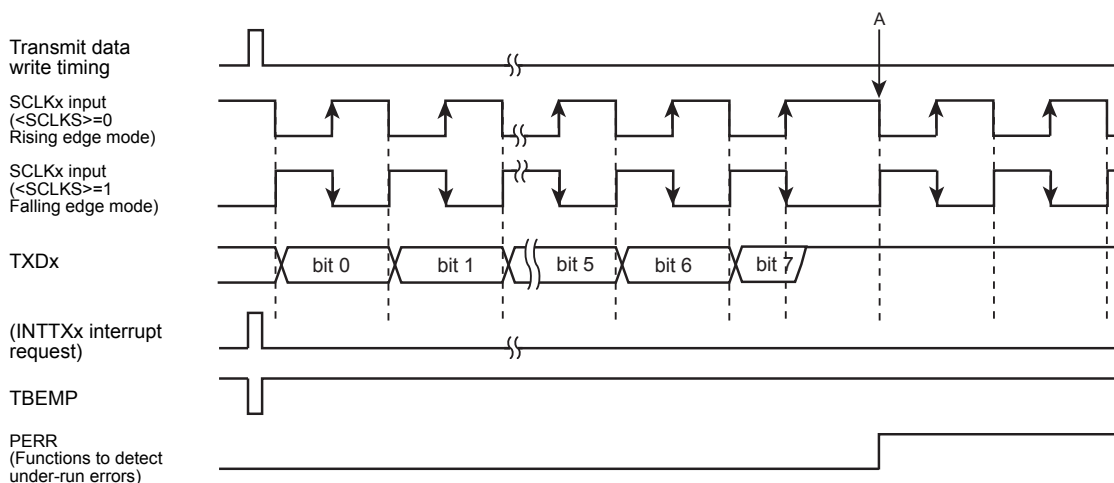 A
Transmit data
write timing
SCLKx input
(<SCLKS>=0
Rising edge mode)
SCLKx input
(<SCLKS>=1
Falling edge mode)
TXDx
bit 0
bit 1
bit 5
bit 6
bit 7
(INTTXx interrupt
request)
TBEMP
PERR
(Functions to detect
under-run errors)